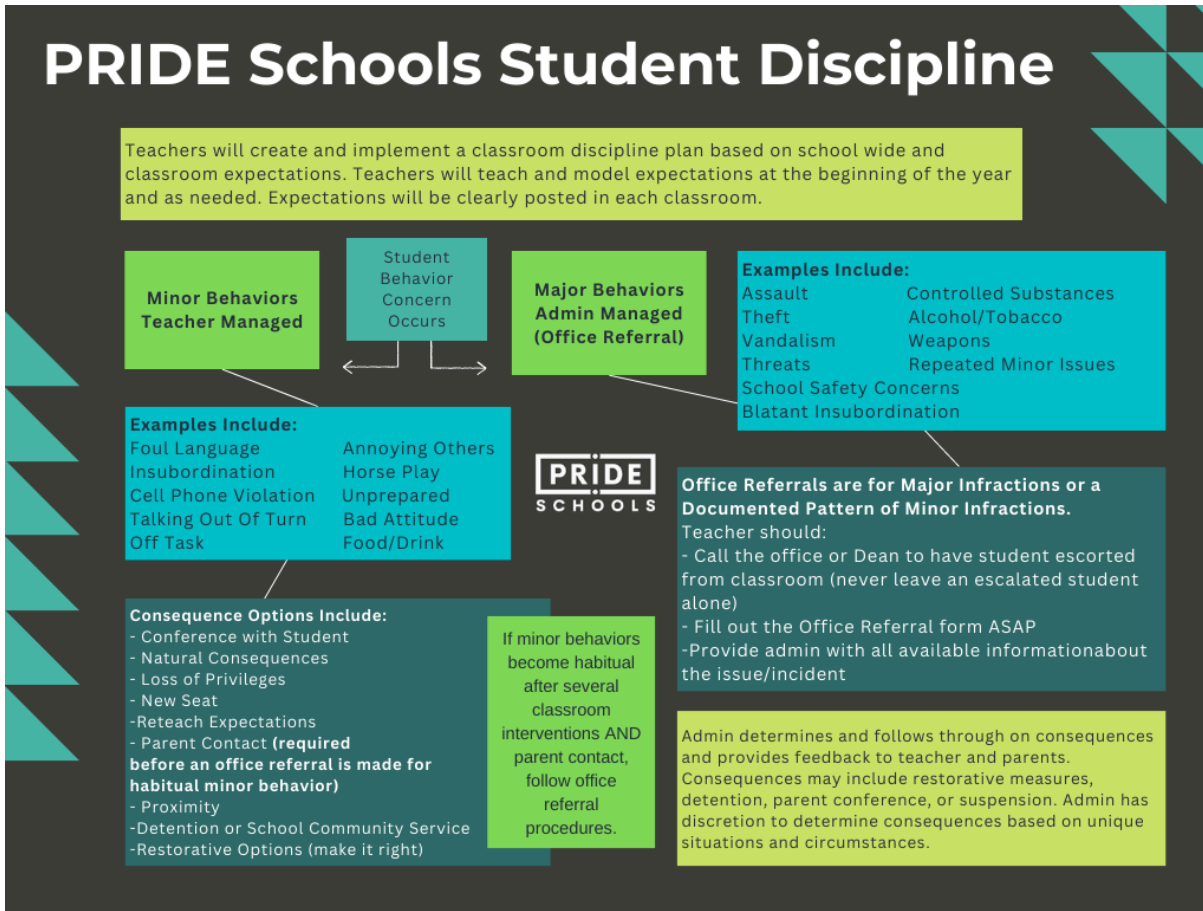 PRIDE Schools Student Discipline
Teachers will create and implement a classroom discipline plan based on school wide and
classroom expectations. Teachers will teach and model expectations at the beginning of the year
and as needed. Expectations will be clearly posted in each classroom.
Minor Behaviors
Teacher Managed
Student
Behavior
Concern
Occurs
Major Behaviors
Admin Managed
(Office Referral)
Examples Include:
Assault Controlled Substances
Theft Alcohol/Tobacco
Vandalism Weapons
Threats Repeated Minor Issues
School Safety Concerns
Blatant Insubordination
Examples Include:
Foul Language Annoying Others
Insubordination Horse Play
Cell Phone Violation Unprepared
Talking Out Of Turn Bad Attitude
Off Task Food/Drink
PRIDE
SCHOOLS
Office Referrals are for Major Infractions or a
Documented Pattern of Minor Infractions.
Teacher should:
- Call the office or Dean to have student escorted
from classroom (never leave an escalated student
alone)
- Fill out the Office Referral form ASAP
-Provide admin with all available informationabout
the issue/incident
Consequence Options Include:
- Conference with Student
- Natural Consequences
- Loss of Privileges
- New Seat
-Reteach Expectations
- Parent Contact (required
before an office referral is made for
habitual minor behavior)
- Proximity
-Detention or School Community Service
-Restorative Options (make it right)
If minor behaviors
become habitual
after several
classroom
interventions AND
parent contact,
follow office
referral
procedures.
Admin determines and follows through on consequences
and provides feedback to teacher and parents.
Consequences may include restorative measures,
detention, parent conference, or suspension. Admin has
discretion to determine consequences based on unique
situations and circumstances.